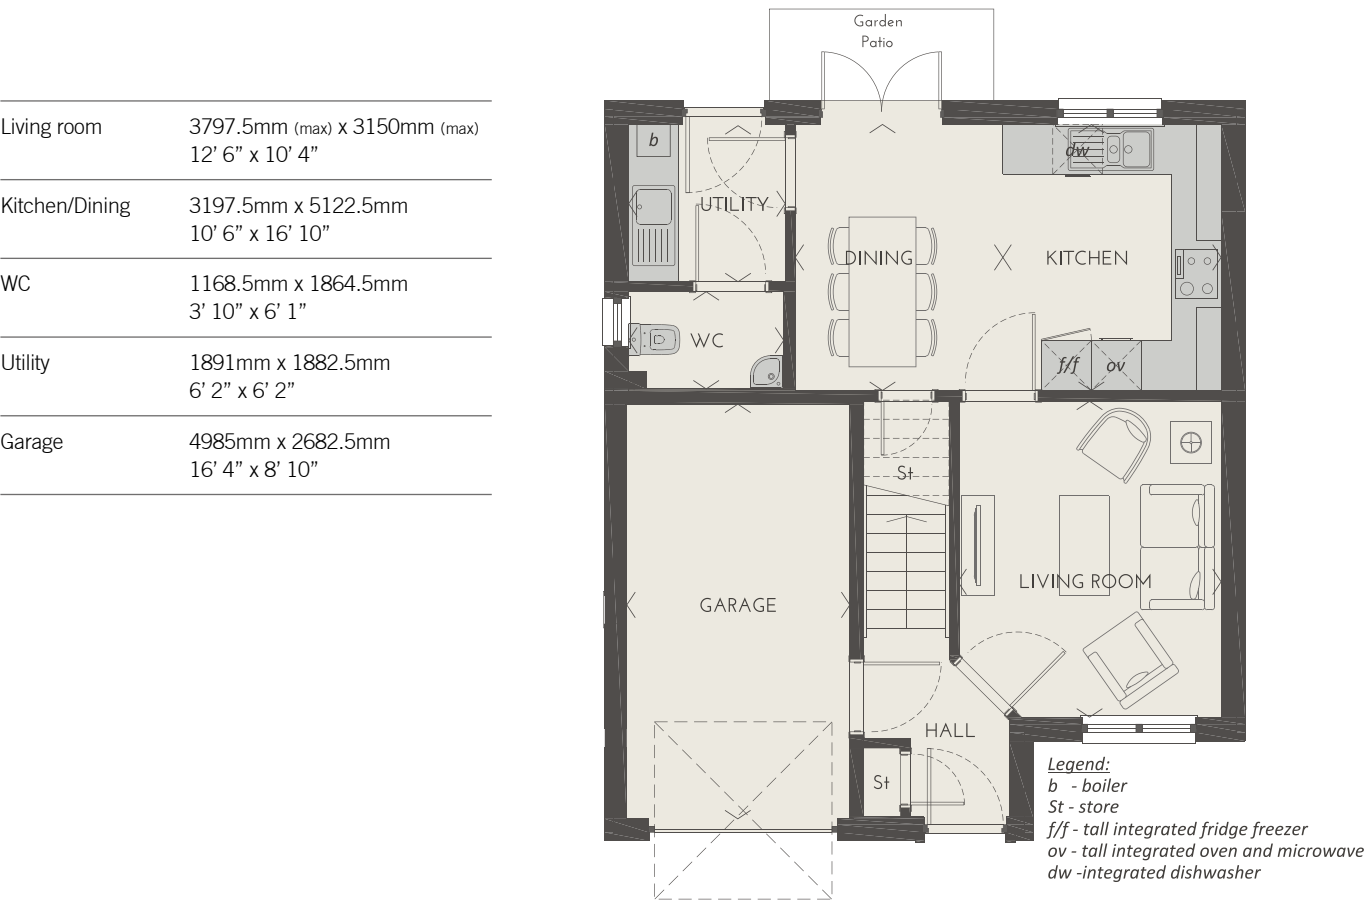 Living room 3797.5mm (max) x 3150mm (max)
12’ 6” x 10’ 4”
Kitchen/Dining 3197.5mm x 5122.5mm
10’ 6” x 16’ 10”
WC 1168.5mm x 1864.5mm
3’ 10” x 6’ 1”
Utility 1891mm x 1882.5mm
6’ 2” x 6’ 2”
Garage 4985mm x 2682.5mm
16’ 4” x 8’ 10”
Garden
Patio
b
dw
UTILITY
DINING
KITCHEN
WC
f/f
ov
St
LIVING ROOM
GARAGE
HALL
St
Legend:
b - boiler
St - store
f/f - tall integrated fridge freezer
ov - tall integrated oven and microwave
dw -integrated dishwasher